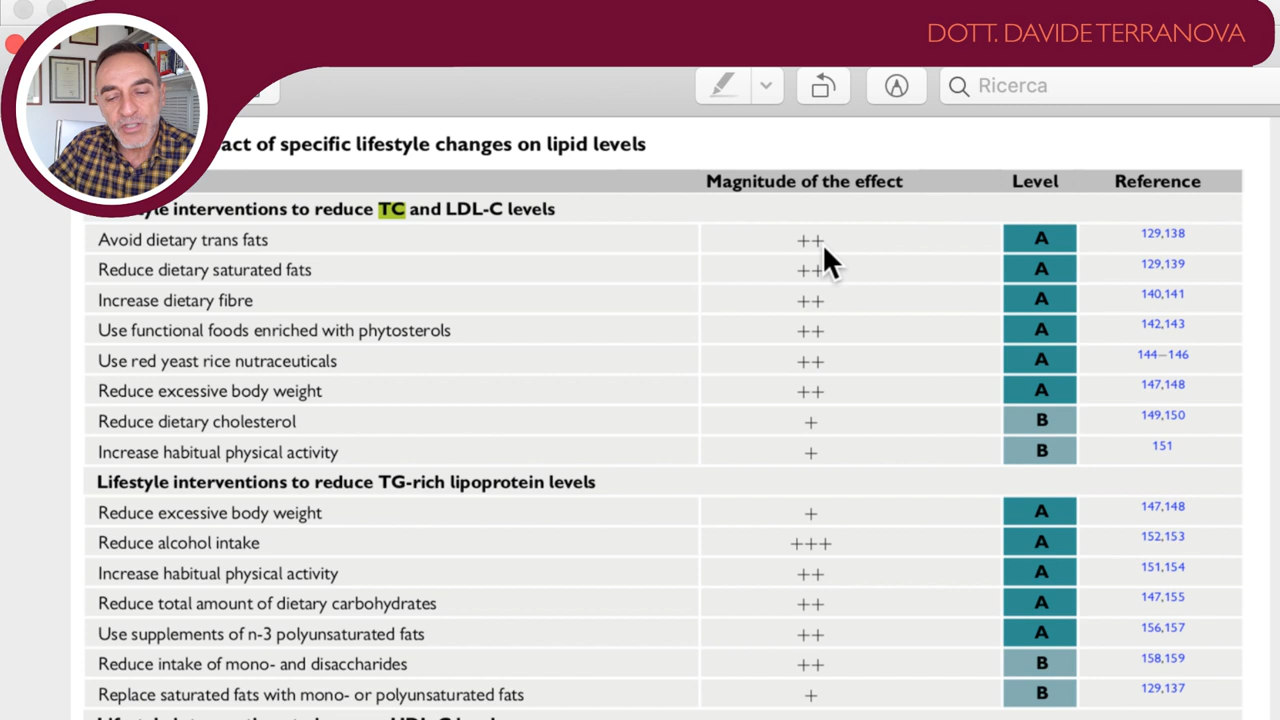 DOTT. DAVIDE TERRANOVA
Ricerca
act of specific lifestyle changes on lipid levels
Magnitude of the effect Level Reference
interventions to reduce TC and LDL-C levels
Avoid dietary trans fats ++ A 129,138
Reduce dietary saturated fats ++ A 129,139
Increase dietary fibre ++ A 140,141
Use functional foods enriched with phytosterols ++ A 142,143
Use red yeast rice nutraceuticals ++ A 144–146
Reduce excessive body weight ++ A 147,148
Reduce dietary cholesterol + B 149,150
Increase habitual physical activity + B 151
Lifestyle interventions to reduce TG-rich lipoprotein levels
Reduce excessive body weight + A 147,148
Reduce alcohol intake +++ A 152,153
Increase habitual physical activity ++ A 151,154
Reduce total amount of dietary carbohydrates ++ A 147,155
Use supplements of n-3 polyunsaturated fats ++ A 156,157
Reduce intake of mono- and disaccharides ++ B 158,159
Replace saturated fats with mono- or polyunsaturated fats + B 129,137